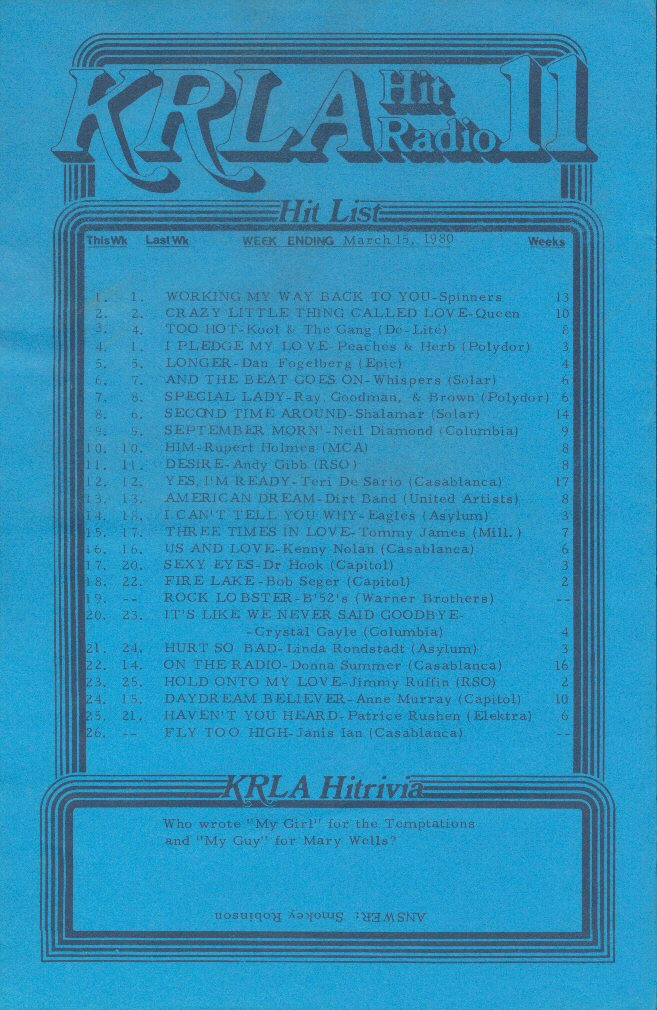 KRLA Hit Radio 11
Hit List
This Wk Last Wk WEEK ENDING March 15, 1980 Weeks
1. 1. WORKING MY WAY BACK TO YOU-Spinners 13
2. 2. CRAZY LITTLE THING CALLED LOVE-Queen 10
3. 4. TOO HOT-Kool & The Gang (De-Lite) 8
4. 1. I PLEDGE MY LOVE-Peaches & Herb (Polydor) 3
5. 5. LONGER-Dan Fogelberg (Epic) 4
6. 7. AND THE BEAT GOES ON-Whispers (Solar) 6
7. 8. SPECIAL LADY-Ray, Goodman, & Brown (Polydor) 6
8. 6. SECOND TIME AROUND-Shalamar (Solar) 14
9. 9. SEPTEMBER MORN'-Neil Diamond (Columbia) 9
10. 10. HIM-Rupert Holmes (MCA) 8
11. 11. DESIRE-Andy Gibb (RSO) 8
12. 12. YES, I'M READY-Teri De Sario (Casablanca) 17
13. 13. AMERICAN DREAM-Dirt Band (United Artists) 8
14. 18. I CAN'T TELL YOU WHY-Eagles (Asylum) 3
15. 17. THREE TIMES IN LOVE-Tommy James (Mill.) 7
16. 16. US AND LOVE-Kenny Nolan (Casablanca) 6
17. 20. SEXY EYES-Dr Hook (Capitol) 3
18. 22. FIRE LAKE-Bob Seger (Capitol) 2
19. -- ROCK LOBSTER-B'52's (Warner Brothers) --
20. 23. IT'S LIKE WE NEVER SAID GOODBYE-
-Crystal Gayle (Columbia) 4
21. 24. HURT SO BAD-Linda Rondstadt (Asylum) 3
22. 14. ON THE RADIO-Donna Summer (Casablanca) 16
23. 25. HOLD ONTO MY LOVE-Jimmy Ruffin (RSO) 2
24. 15. DAYDREAM BELIEVER-Anne Murray (Capitol) 10
25. 21. HAVEN'T YOU HEARD-Patrice Rushen (Elektra) 6
26. -- FLY TOO HIGH-Janis Ian (Casablanca) --
KRLA Hitrivia
Who wrote "My Girl" for the Temptations
and "My Guy" for Mary Wells?
ANSWER: Smokey Robinson